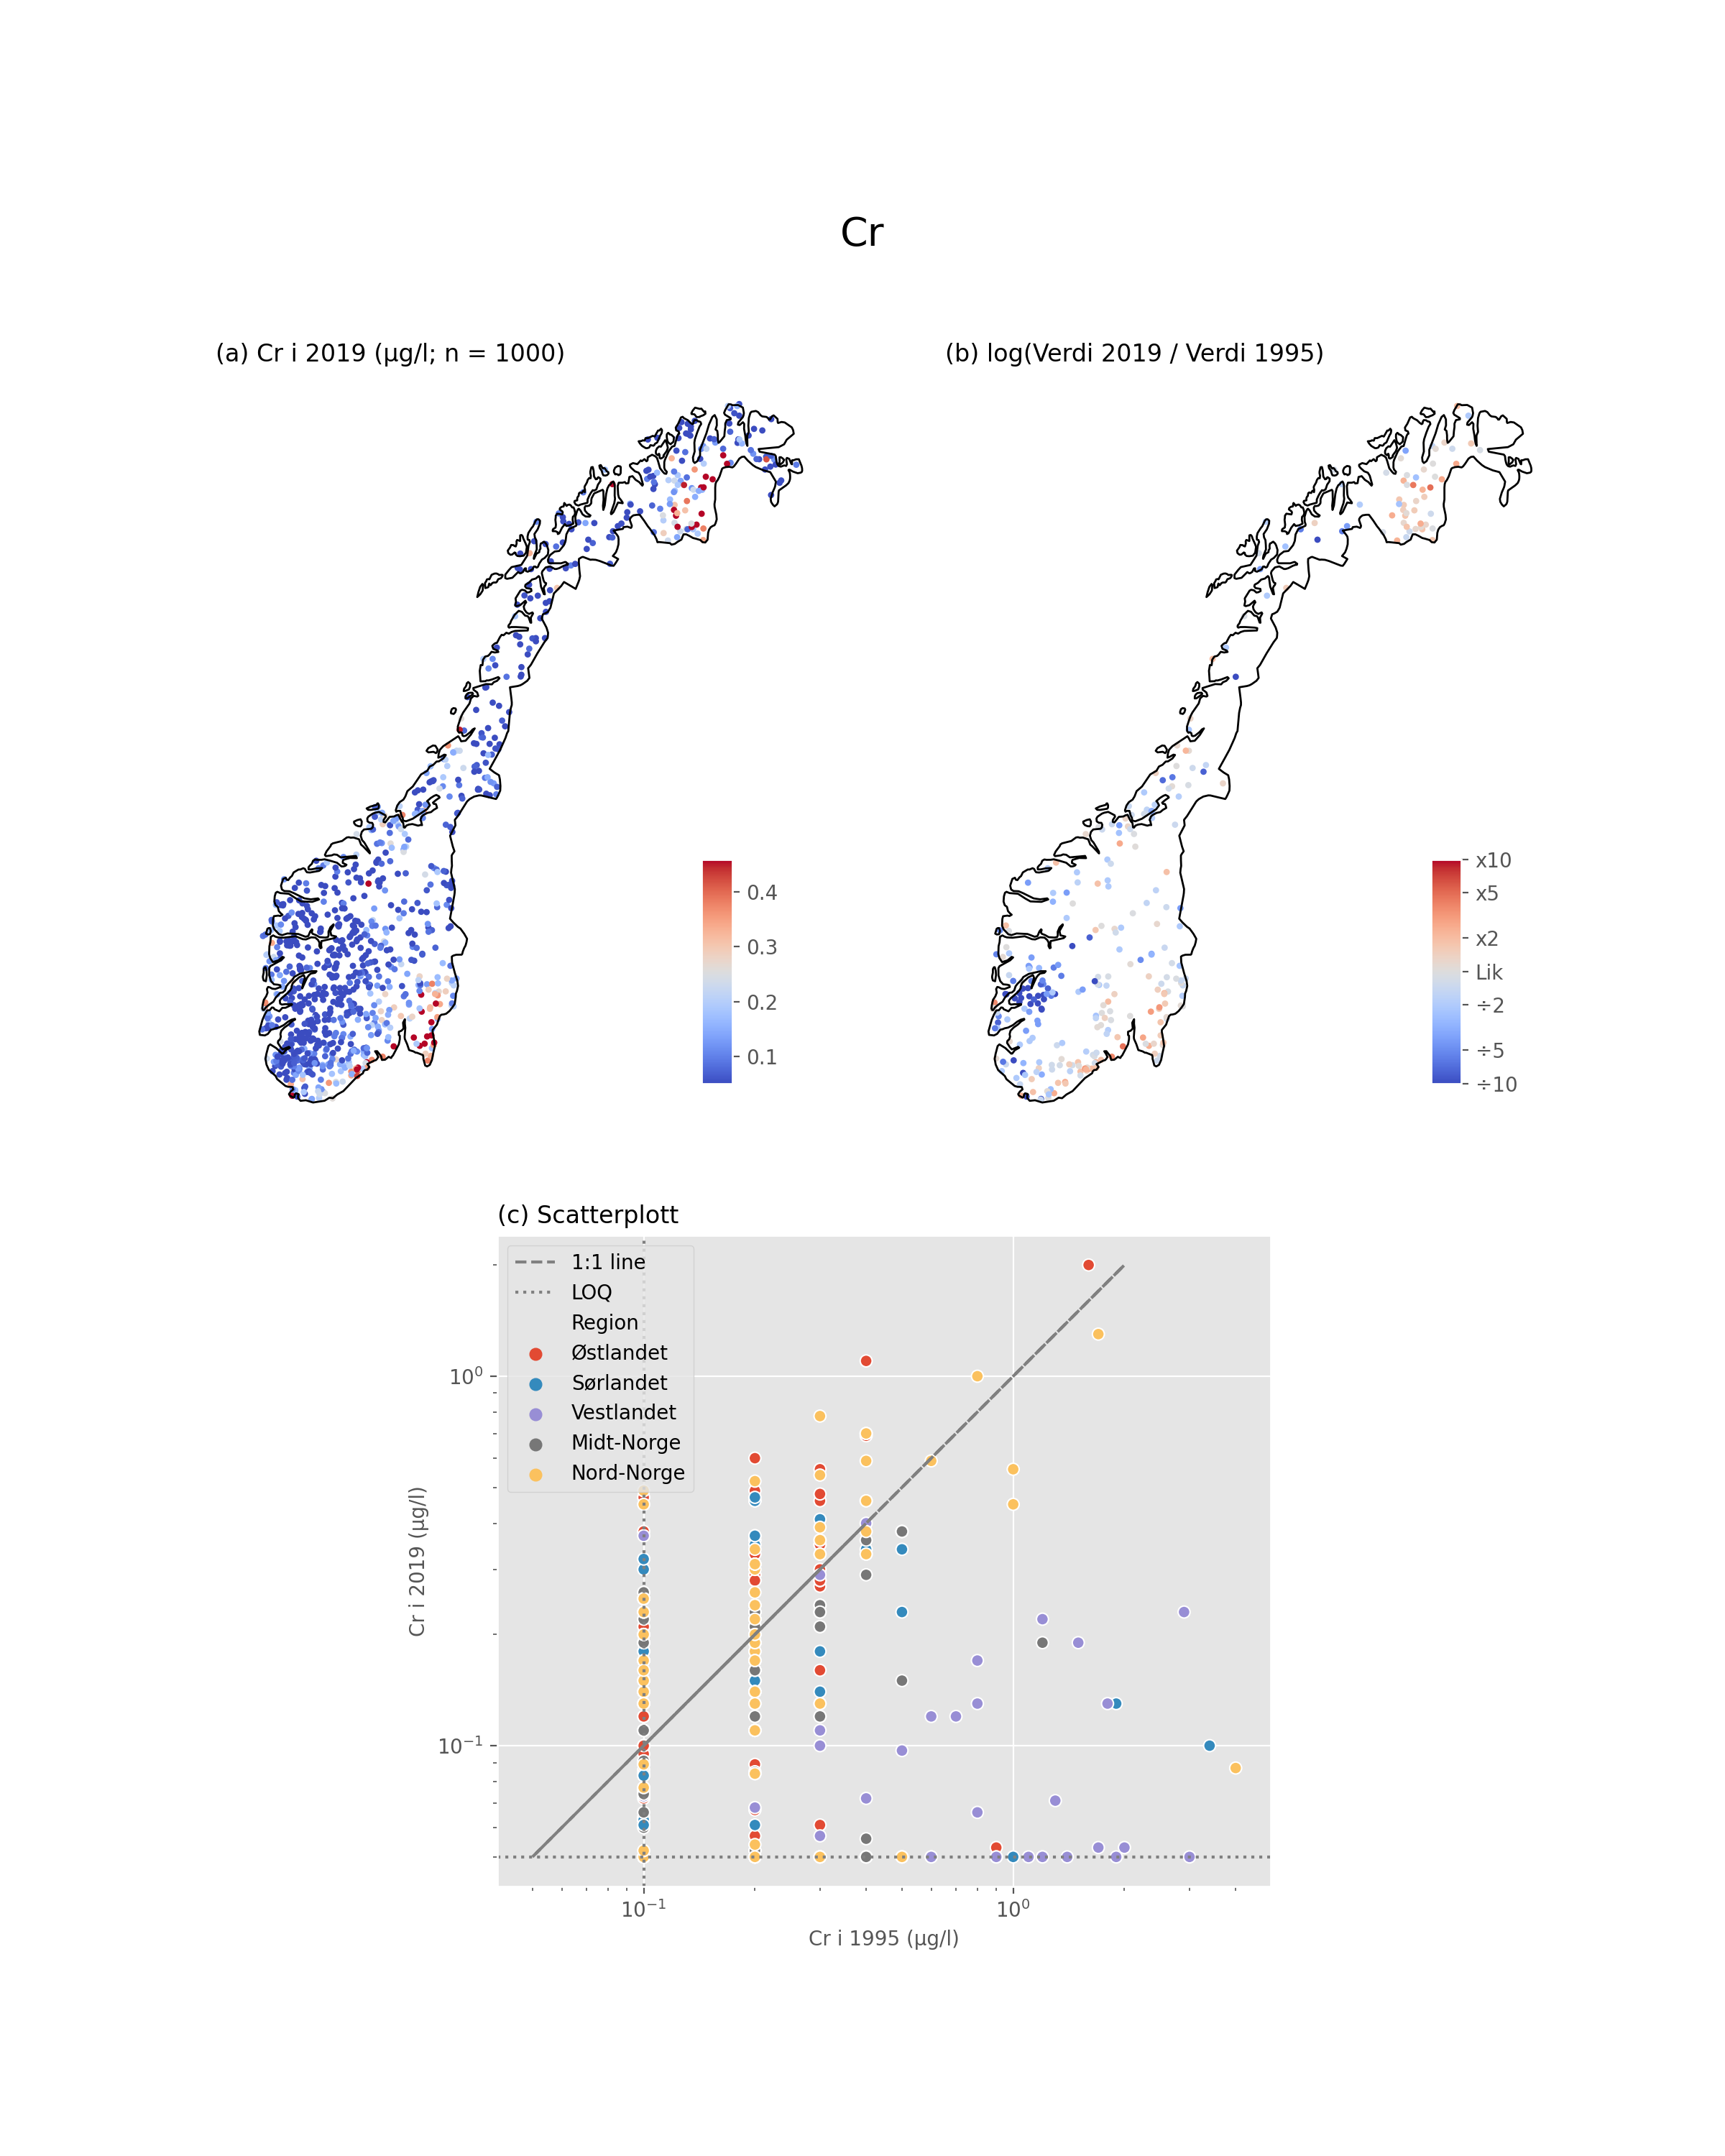 Cr
(a) Cr i 2019 (µg/l; n = 1000)
(b) log(Verdi 2019 / Verdi 1995)
0.4
0.3
0.2
0.1
x10
x5
x2
Lik
÷2
÷5
÷10
(c) Scatterplott
1:1 line
LOQ
Region
Østlandet
Sørlandet
Vestlandet
Midt-Norge
Nord-Norge
10⁰
10⁻¹
Cr i 2019 (µg/l)
10⁻¹
10⁰
Cr i 1995 (µg/l)